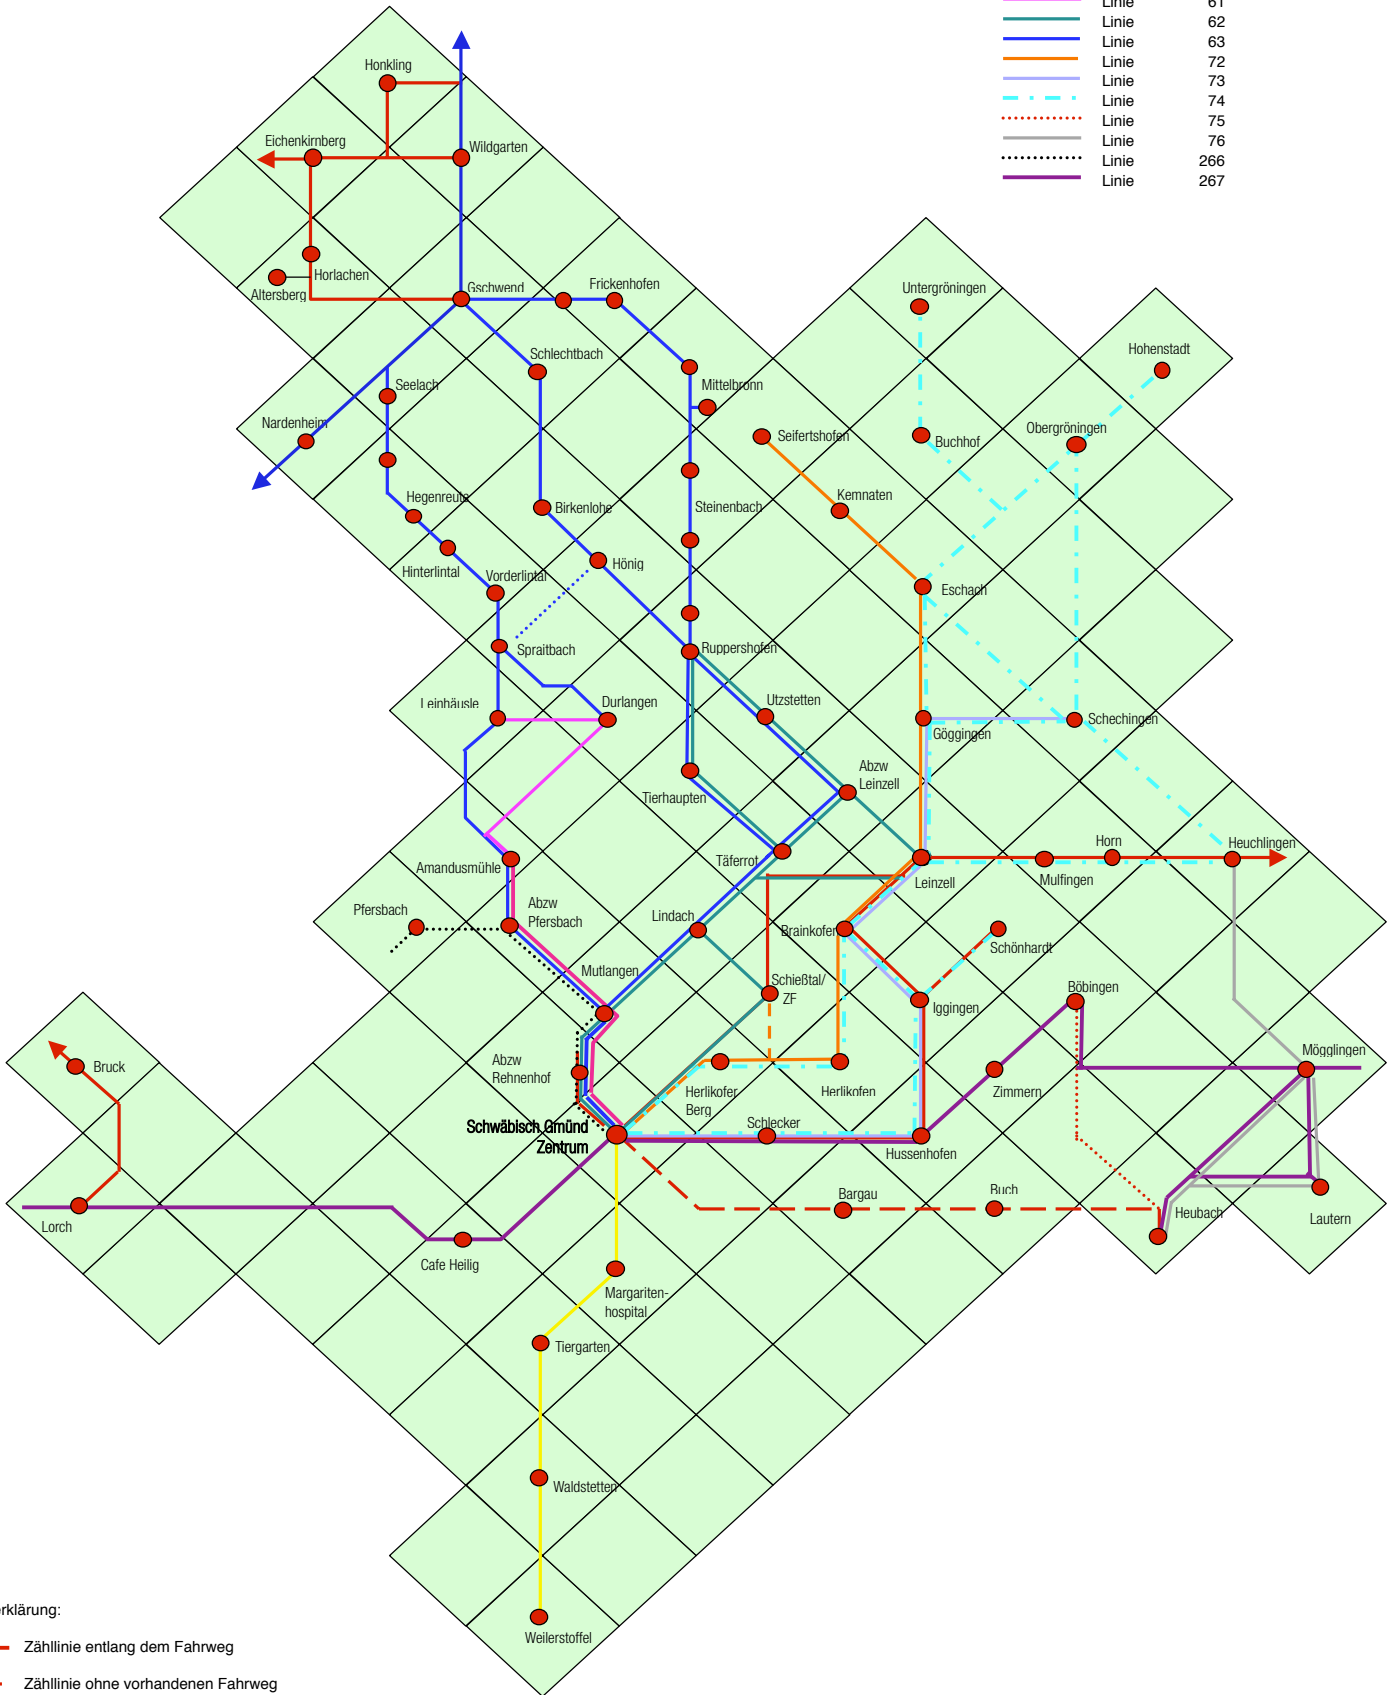 Linie 61
Linie 62
Linie 63
Linie 72
Linie 73
Linie 74
Linie 75
Linie 76
Linie 266
Linie 267
Honkling
Eichenkirnberg
Wildgarten
Horlachen
Altersberg
Gschwend
Frickenhofen
Untergröningen
Hohenstadt
Schlechtbach
Seelach
Mittelbronn
Nardenheim
Seifertshofen
Buchhof
Obergröningen
Hegenreute
Birkenlohe
Steinenbach
Kemnaten
Hinterlintal
Hönig
Vorderlintal
Eschach
Spraitbach
Ruppershofen
Leinhäusle
Durlangen
Utzstetten
Göggingen
Schechingen
Abzw
Leinzell
Tierhaupten
Täferrot
Amandusmühle
Leinzell
Mulfingen
Horn
Heuchlingen
Pfersbach
Abzw
Pfersbach
Lindach
Brainkofen
Schönhardt
Mutlangen
Schießtal/
ZF
Iggingen
Böbingen
Bruck
Abzw
Rehnenhof
Herlikofer
Berg
Herlikofen
Zimmern
Mögglingen
Schwäbisch Gmünd
Zentrum
Schlecker
Hussenhofen
Lorch
Cafe Heilig
Bargau
Buch
Heubach
Lautern
Margariten-
hospital
Tiergarten
Waldstetten
Weilerstoffel
erklärung:
Zähllinie entlang dem Fahrweg
Zähllinie ohne vorhandenen Fahrweg